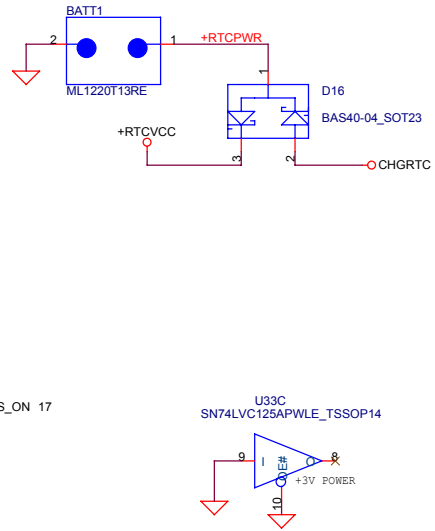 BATT1
2
1
+RTCPWR
ML1220T13RE
1
D16
BAS40-04_SOT23
+RTCVCC
3
2
CHGRTC
S_ON 17
U33C
SN74LVC125APWLE_TSSOP14
9
I
OE#
O
8
+3V POWER
10